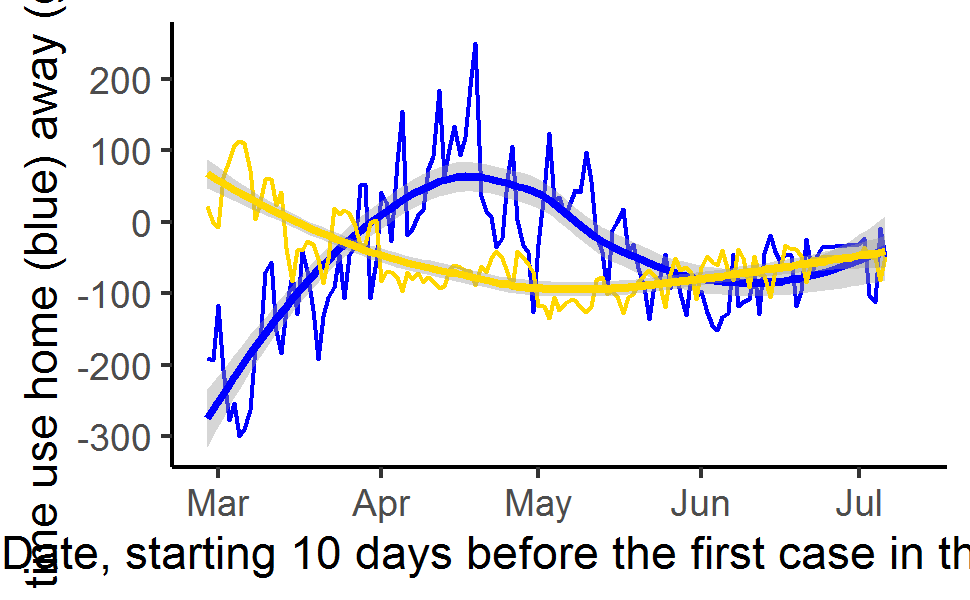 time use home (blue) away (
200
100
0
-100
-200
-300
Mar Apr May Jun Jul
Date, starting 10 days before the first case in th